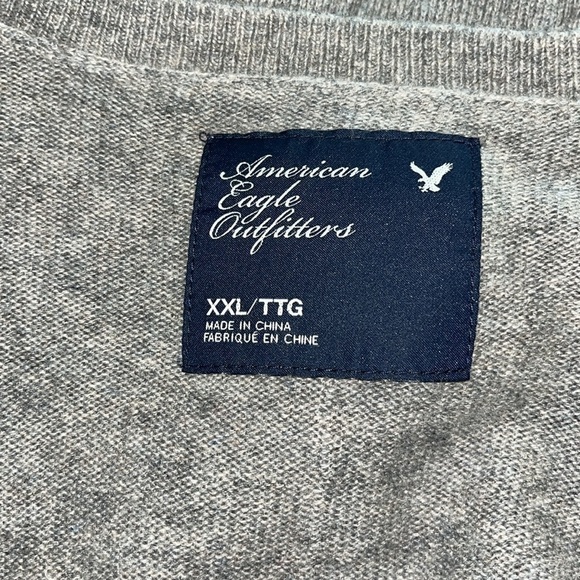 American
Eagle
Outfitters
XXL/TTG
MADE IN CHINA
FABRIQUÉ EN CHINE